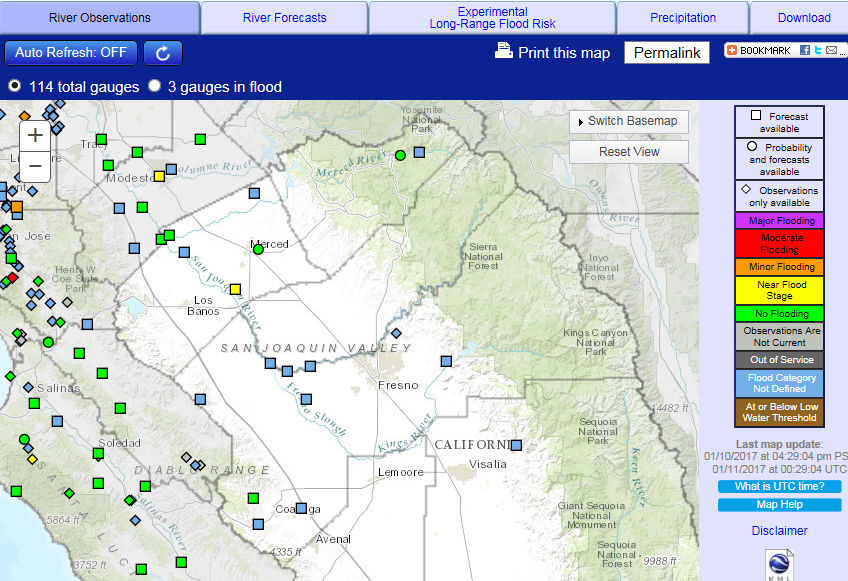 River Observations
River Forecasts
Experimental
Long-Range Flood Risk
Precipitation
Download
Auto Refresh: OFF
Print this map
Permalink
BOOKMARK
114 total gauges
3 gauges in flood
+
−
Switch Basemap
Reset View
Yosemite
National
Park
Tracy
Modesto
Tuolumne River
Merced River
Owens River
San Jose
Merced
Sierra
National
Forest
Inyo
National
Forest
Henry W
Coe State
Park
San Joaquin River
Los
Banos
Kings Canyon
National
Park
SAN JOAQUIN VALLEY
Fresno
Salinas
Fresno Slough
14482 ft
Kings River
Sequoia
National
Park
Soledad
CALIFORNI
Visalia
Kern River
DIABLO RANGE
Lemoore
SANTA LUC
Salinas River
Coalinga
Giant Sequoia
National
Monument
5864 ft
Avenal
4335 ft
Sequoia
National
Forest
9988 ft
3752 ft
Forecast
available
Probability
and forecasts
available
Observations
only available
Major Flooding
Moderate
Flooding
Minor Flooding
Near Flood
Stage
No Flooding
Observations Are
Not Current
Out of Service
Flood Category
Not Defined
At or Below Low
Water Threshold
Last map update:
01/10/2017 at 04:29:04 pm PS
01/11/2017 at 00:29:04 UTC
What is UTC time?
Map Help
Disclaimer
KML